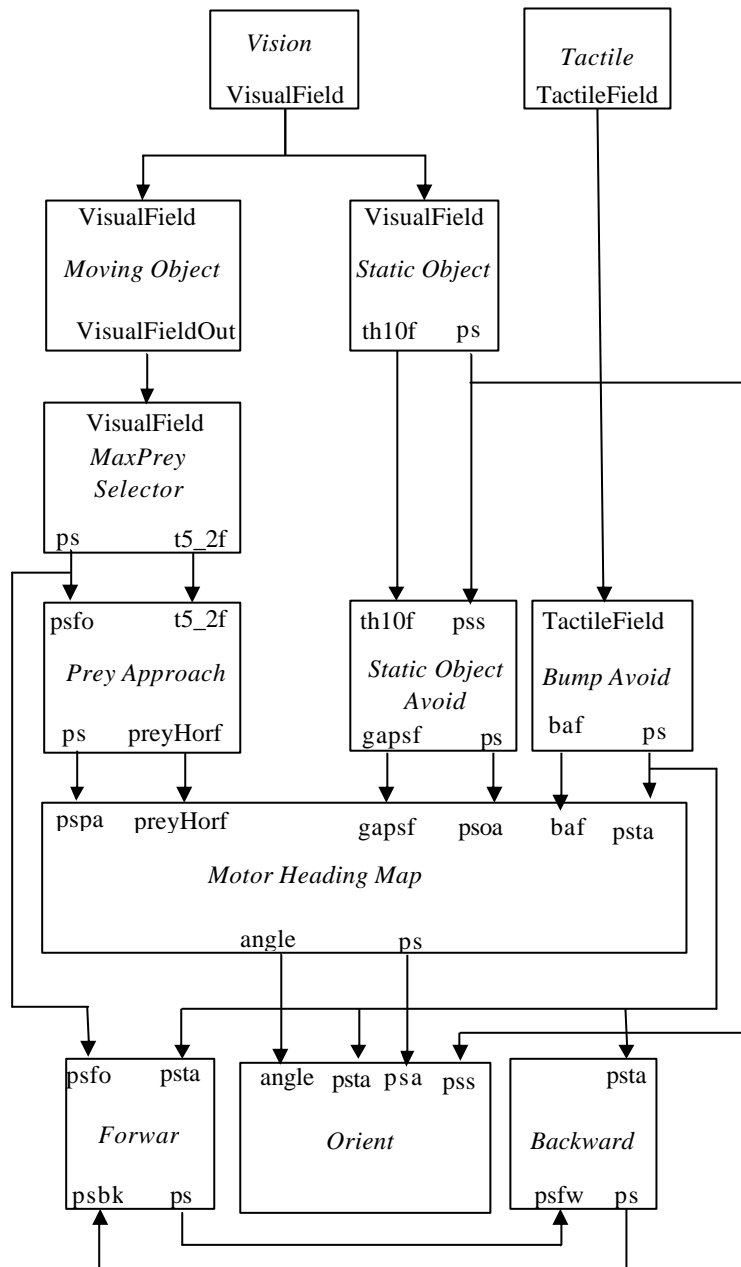 Vision
VisualField
Tactile
TactileField
VisualField
Moving Object
VisualFieldOut
VisualField
Static Object
th10f ps
VisualField
MaxPrey
Selector
ps t5_2f
psfo t5_2f
Prey Approach
ps preyHorf
th10f pss
Static Object
Avoid
gapsf ps
TactileField
Bump Avoid
baf ps
pspa preyHorf gapsf psoa baf psta
Motor Heading Map
angle ps
psfo psta
Forwar
psbk ps
angle psta psa pss
Orient
psta
Backward
psfw ps